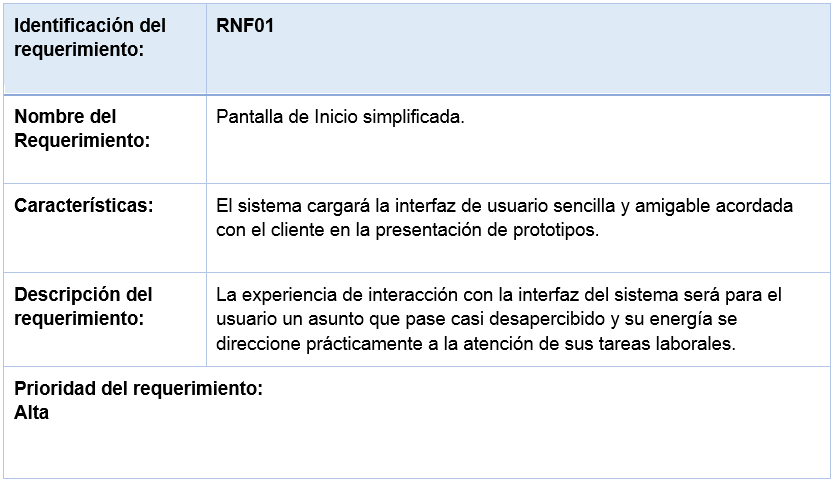 Identificación del
requerimiento:
RNF01
Nombre del
Requerimiento:
Pantalla de Inicio simplificada.
Características:
El sistema cargará la interfaz de usuario sencilla y amigable acordada
con el cliente en la presentación de prototipos.
Descripción del
requerimiento:
La experiencia de interacción con la interfaz del sistema será para el
usuario un asunto que pase casi desapercibido y su energía se
direccione prácticamente a la atención de sus tareas laborales.
Prioridad del requerimiento:
Alta